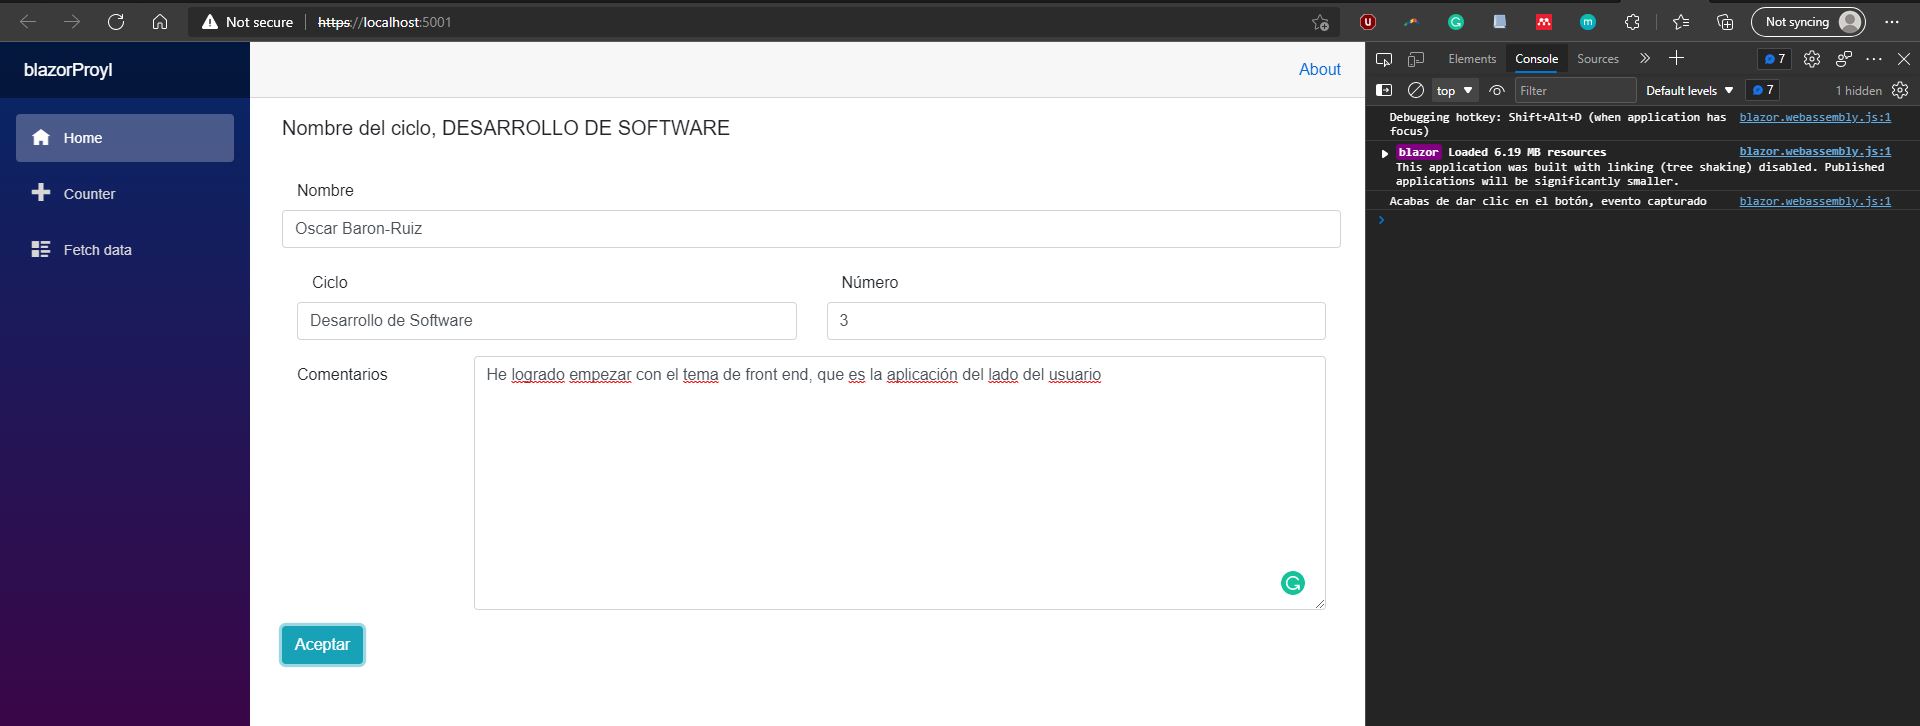 Not secure
https://localhost:5001
Not syncing
blazorProyI
About
Home
Counter
Fetch data
Nombre del ciclo, DESARROLLO DE SOFTWARE
Nombre
Oscar Baron-Ruiz
Ciclo
Número
Desarrollo de Software
3
Comentarios
He logrado empezar con el tema de front end, que es la aplicación del lado del usuario
Aceptar
Elements
Console
Sources
7
top
Filter
Default levels
7
1 hidden
Debugging hotkey: Shift+Alt+D (when application has
focus)
blazor.webassembly.js:1
blazor Loaded 6.19 MB resources
blazor.webassembly.js:1
This application was built with linking (tree shaking) disabled. Published
applications will be significantly smaller.
Acabas de dar clic en el botón, evento capturado
blazor.webassembly.js:1